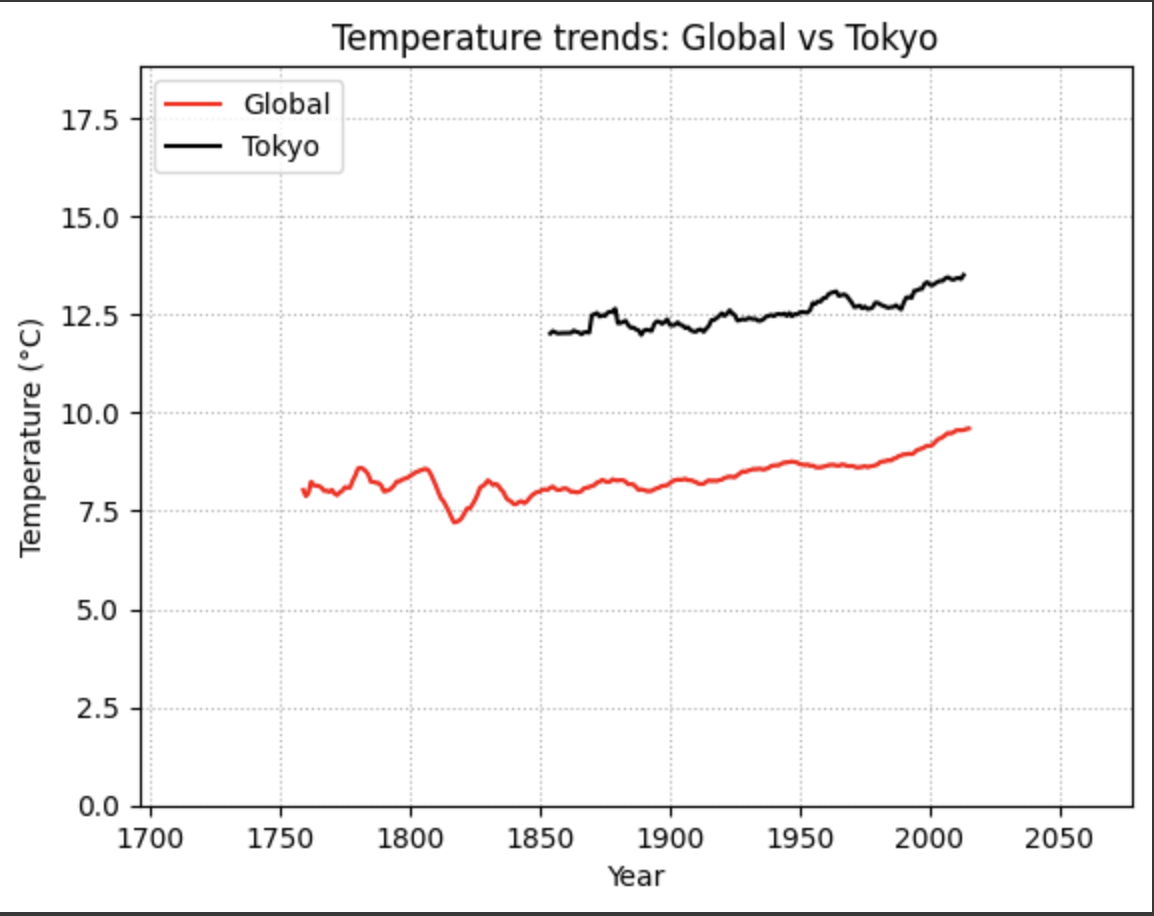 Temperature trends: Global vs Tokyo
Global
Tokyo
Temperature (°C)
17.5
15.0
12.5
10.0
7.5
5.0
2.5
0.0
1700 1750 1800 1850 1900 1950 2000 2050
Year